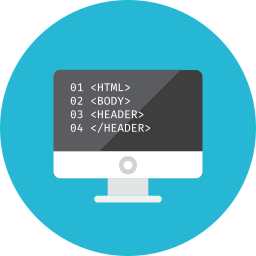 01 <HTML>
02 <BODY>
03 <HEADER>
04 </HEADER>